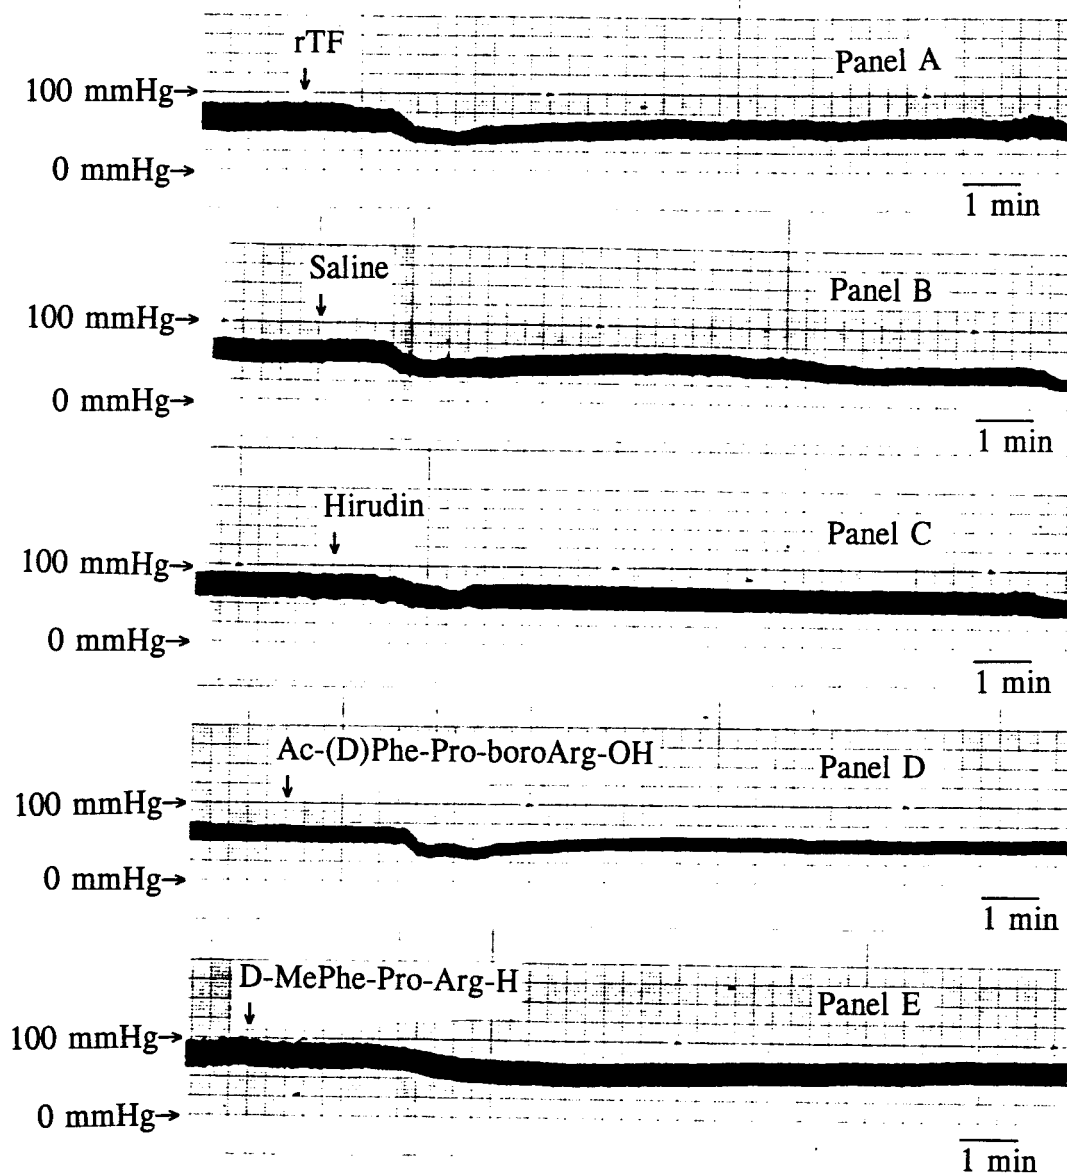 rTF
Panel A
100 mmHg→
0 mmHg→
1 min
Saline
Panel B
100 mmHg→
0 mmHg→
1 min
Hirudin
Panel C
100 mmHg→
0 mmHg→
1 min
Ac-(D)Phe-Pro-boroArg-OH
Panel D
100 mmHg→
0 mmHg→
1 min
D-MePhe-Pro-Arg-H
Panel E
100 mmHg→
0 mmHg→
1 min